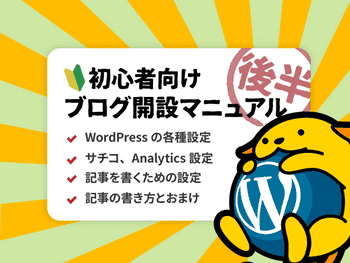 初心者向け
後半
ブログ開設マニュアル
WordPress の各種設定
サチコ、Analytics 設定
記事を書くための設定
記事の書き方とおまけ